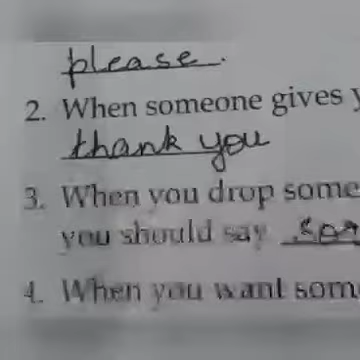 please.
2. When someone gives
thank you
3. When you drop some
you should say
4. When you want som